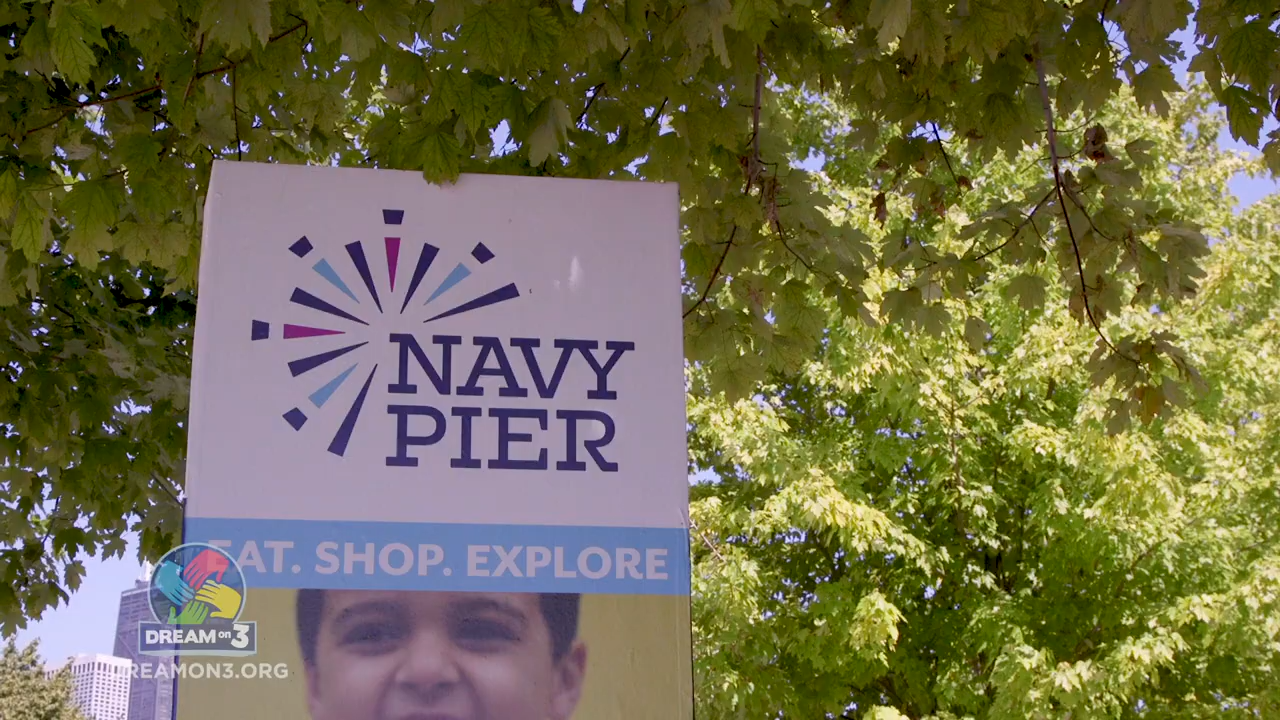 NAVY
PIER
EAT. SHOP. EXPLORE
DREAM on 3
DREAMON3.ORG